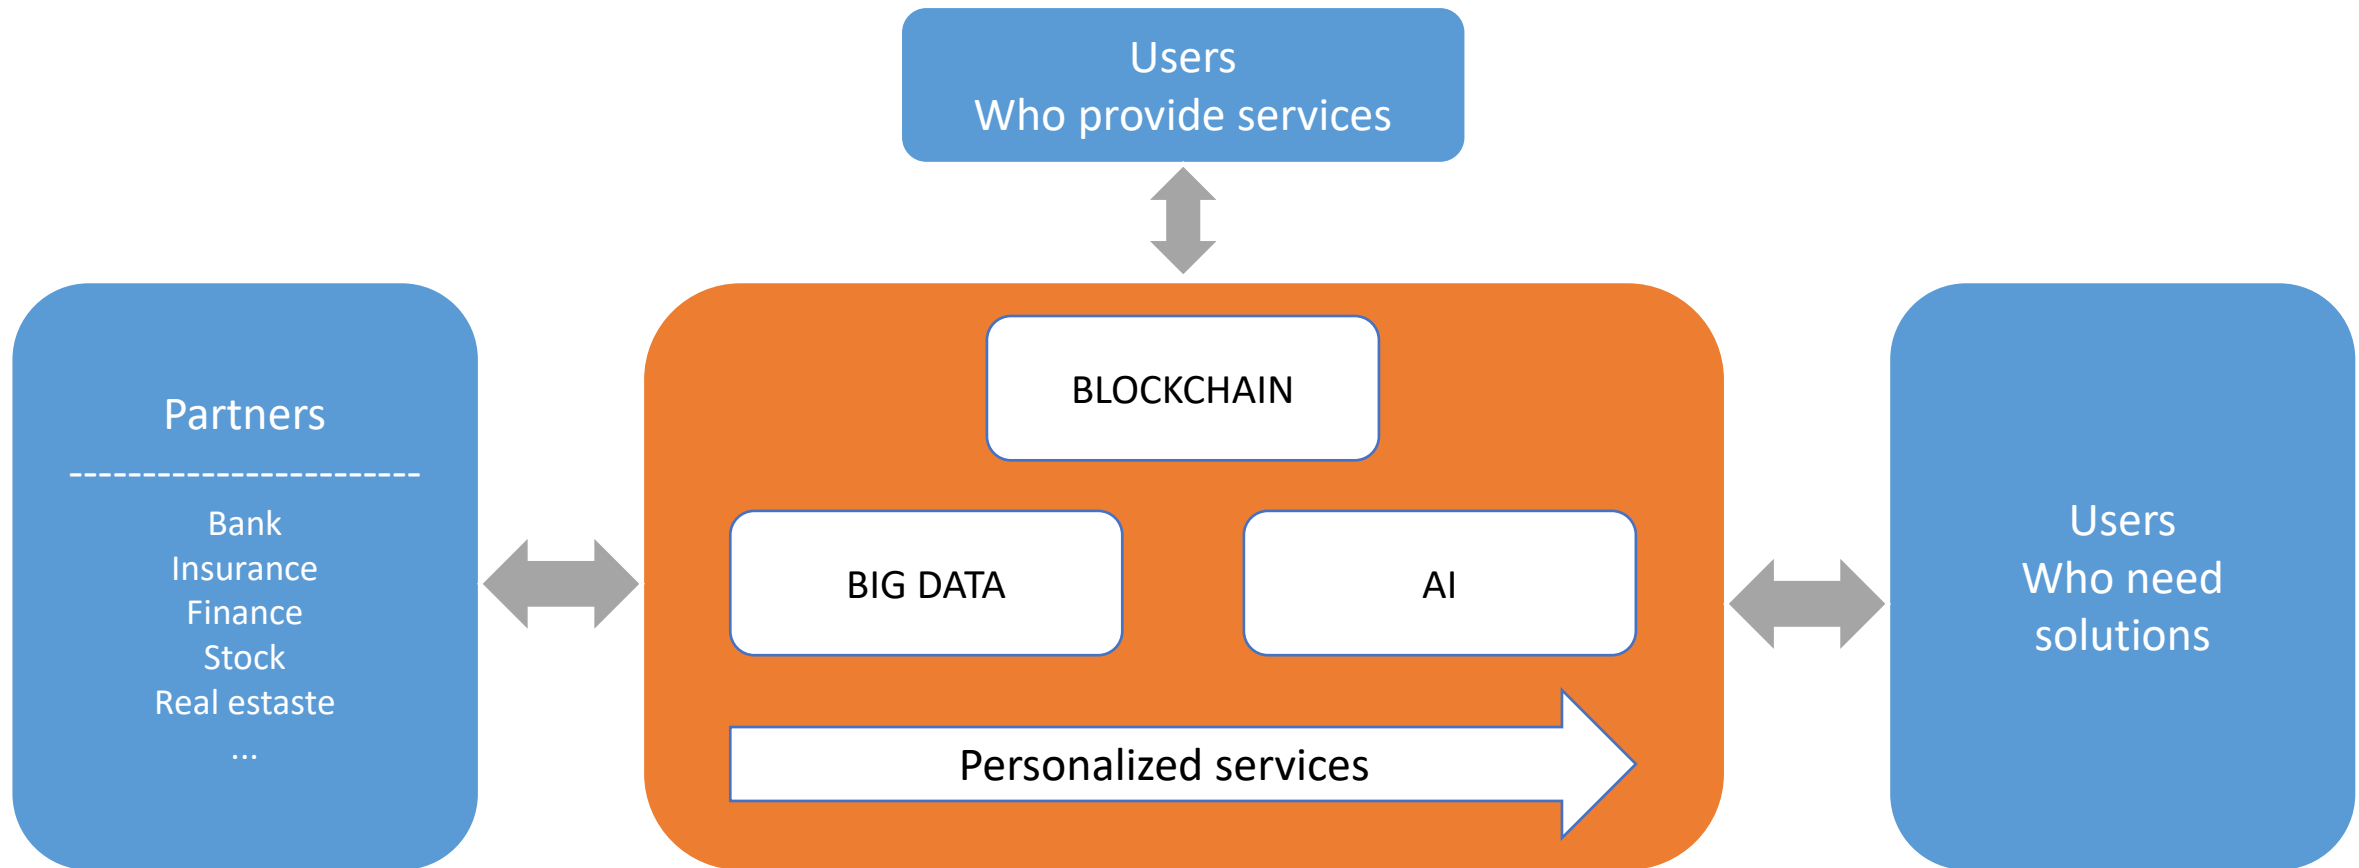 Users
Who provide services
Partners
------------------------
Bank
Insurance
Finance
Stock
Real estaste
...
BLOCKCHAIN
BIG DATA
AI
Personalized services
Users
Who need
solutions